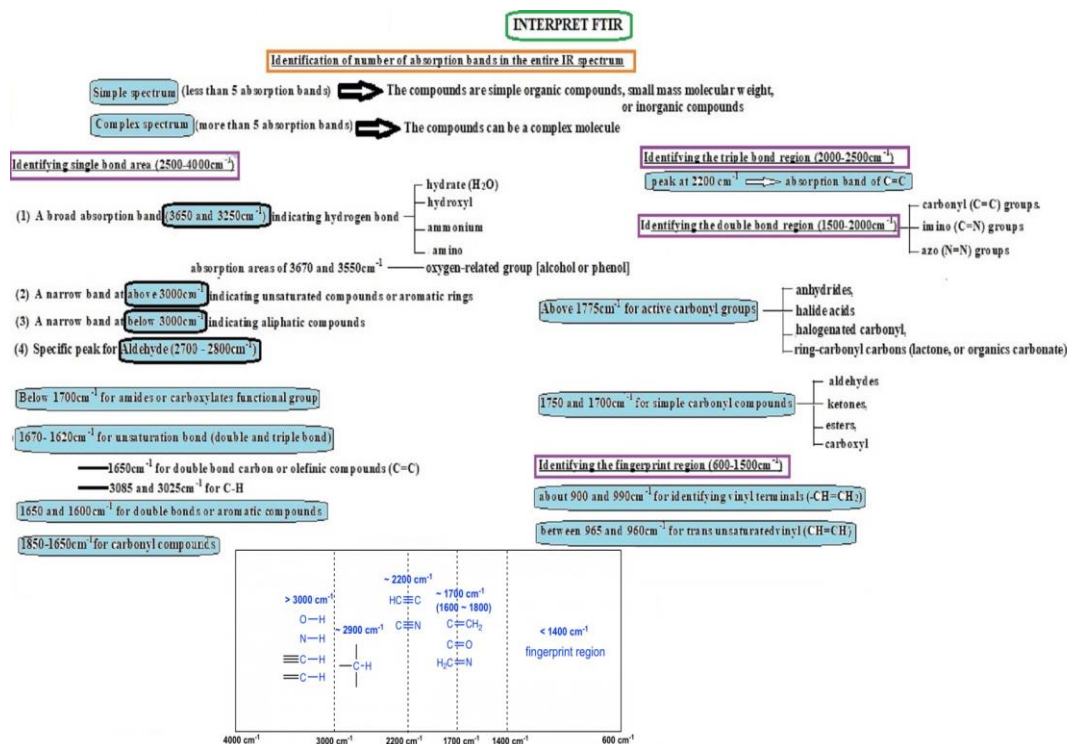 INTERPRET FTIR
Identification of number of absorption bands in the entire IR spectrum
Simple spectrum (less than 5 absorption bands) The compounds are simple organic compounds, small mass molecular weight,
or inorganic compounds
Complex spectrum (more than 5 absorption bands) The compounds can be a complex molecule
Identifying single bond area (2500-4000cm⁻¹)
(1) A broad absorption band (3650 and 3250cm⁻¹) indicating hydrogen bond
hydrate (H₂O)
hydroxyl
ammonium
amino
absorption areas of 3670 and 3550cm⁻¹ oxygen-related group [alcohol or phenol]
(2) A narrow band at above 3000cm⁻¹ indicating unsaturated compounds or aromatic rings
(3) A narrow band at below 3000cm⁻¹ indicating aliphatic compounds
(4) Specific peak for Aldehyde (2700 - 2800cm⁻¹)
Identifying the triple bond region (2000-2500cm⁻¹)
peak at 2200 cm⁻¹ absorption band of C=C
Identifying the double bond region (1500-2000cm⁻¹)
carbonyl (C=C) groups.
imino (C=N) groups
azo (N=N) groups
Above 1775cm⁻¹ for active carbonyl groups
anhydrides,
halide acids
halogenated carbonyl,
ring-carbonyl carbons (lactone, or organics carbonate)
Below 1700cm⁻¹ for amides or carboxylates functional group
1670- 1620cm⁻¹ for unsaturation bond (double and triple bond)
1650cm⁻¹ for double bond carbon or olefinic compounds (C=C)
3085 and 3025cm⁻¹ for C-H
1650 and 1600cm⁻¹ for double bonds or aromatic compounds
1850-1650cm⁻¹ for carbonyl compounds
1750 and 1700cm⁻¹ for simple carbonyl compounds
aldehydes
ketones,
esters,
carboxyl
Identifying the fingerprint region (600-1500cm⁻¹)
about 900 and 990cm⁻¹ for identifying vinyl terminals (-CH=CH₂)
between 965 and 960cm⁻¹ for trans unsaturated vinyl (CH=CH)
> 3000 cm⁻¹
O–H
N–H
≡C–H
=C–H
~ 2900 cm⁻¹
–C-H
~ 2200 cm⁻¹
HC≡C
C≡N
~ 1700 cm⁻¹
(1600 ~ 1800)
C=CH₂
C=O
H₂C=N
< 1400 cm⁻¹
fingerprint region
4000 cm⁻¹ 3000 cm⁻¹ 2200 cm⁻¹ 1700 cm⁻¹ 1400 cm⁻¹ 600 cm⁻¹